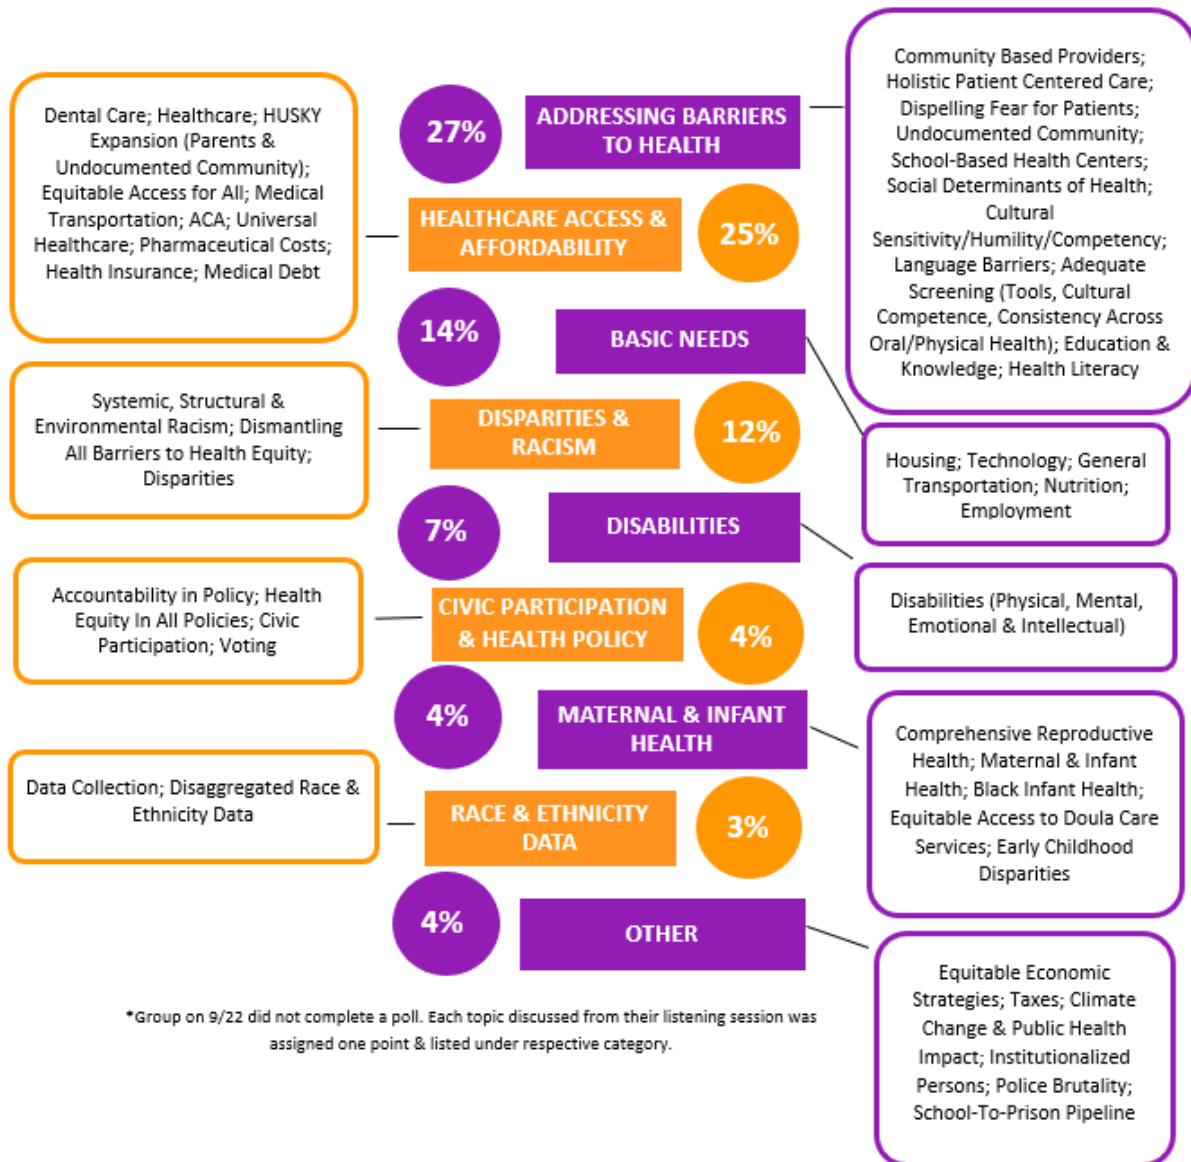 27%
ADDRESSING BARRIERS
TO HEALTH
Community Based Providers;
Holistic Patient Centered Care;
Dispelling Fear for Patients;
Undocumented Community;
School-Based Health Centers;
Social Determinants of Health;
Cultural
Sensitivity/Humility/Competency;
Language Barriers; Adequate
Screening (Tools, Cultural
Competence, Consistency Across
Oral/Physical Health); Education &
Knowledge; Health Literacy
Dental Care; Healthcare; HUSKY
Expansion (Parents &
Undocumented Community);
Equitable Access for All; Medical
Transportation; ACA; Universal
Healthcare; Pharmaceutical Costs;
Health Insurance; Medical Debt
HEALTHCARE ACCESS &
AFFORDABILITY
25%
14%
BASIC NEEDS
Housing; Technology; General
Transportation; Nutrition;
Employment
Systemic, Structural &
Environmental Racism; Dismantling
All Barriers to Health Equity;
Disparities
DISPARITIES &
RACISM
12%
7%
DISABILITIES
Disabilities (Physical, Mental,
Emotional & Intellectual)
Accountability in Policy; Health
Equity In All Policies; Civic
Participation; Voting
CIVIC PARTICIPATION
& HEALTH POLICY
4%
4%
MATERNAL & INFANT
HEALTH
Comprehensive Reproductive
Health; Maternal & Infant
Health; Black Infant Health;
Equitable Access to Doula Care
Services; Early Childhood
Disparities
Data Collection; Disaggregated Race &
Ethnicity Data
RACE & ETHNICITY
DATA
3%
4%
OTHER
Equitable Economic
Strategies; Taxes; Climate
Change & Public Health
Impact; Institutionalized
Persons; Police Brutality;
School-To-Prison Pipeline
*Group on 9/22 did not complete a poll. Each topic discussed from their listening session was
assigned one point & listed under respective category.